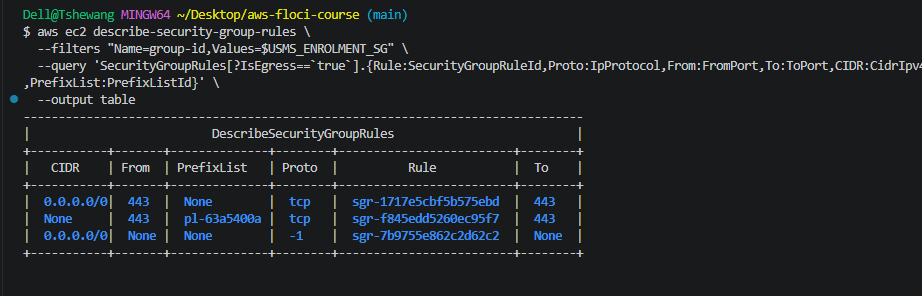 Dell@Tshewang MINGW64 ~/Desktop/aws-floci-course (main)
$ aws ec2 describe-security-group-rules \
--filters "Name=group-id,Values=$USMS_ENROLMENT_SG" \
--query 'SecurityGroupRules[?IsEgress==`true`].{Rule:SecurityGroupRuleId,Proto:IpProtocol,From:FromPort,To:ToPort,CIDR:CidrIpv4
,PrefixList:PrefixListId}' \
--output table
-----------------------------------------------------------------------------------
| DescribeSecurityGroupRules |
+-----------+-------+--------------+--------+-------------------------+--------+
| CIDR | From | PrefixList | Proto | Rule | To |
+-----------+-------+--------------+--------+-------------------------+--------+
| 0.0.0.0/0| 443 | None | tcp | sgr-1717e5cbf5b575ebd | 443 |
| None | 443 | pl-63a5400a | tcp | sgr-f845edd5260ec95f7 | 443 |
| 0.0.0.0/0| None | None | -1 | sgr-7b9755e862c2d62c2 | None |
+-----------+-------+--------------+--------+-------------------------+--------+